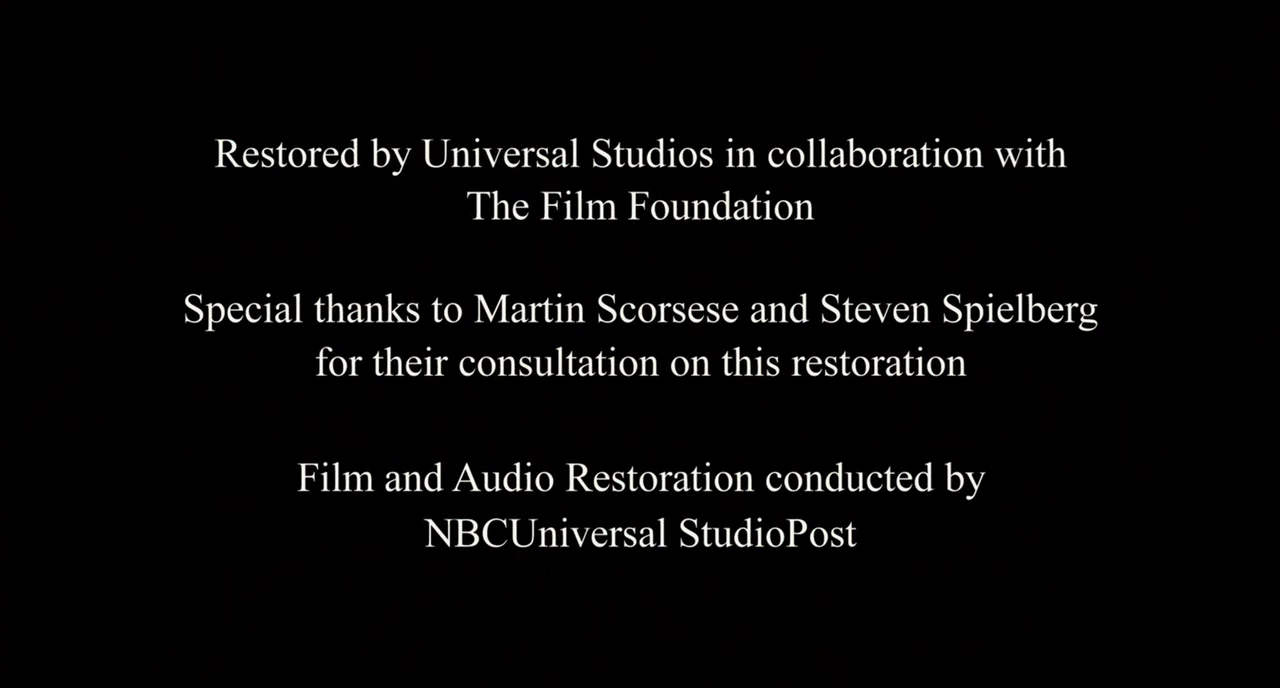 Restored by Universal Studios in collaboration with
The Film Foundation
Special thanks to Martin Scorsese and Steven Spielberg
for their consultation on this restoration
Film and Audio Restoration conducted by
NBCUniversal StudioPost